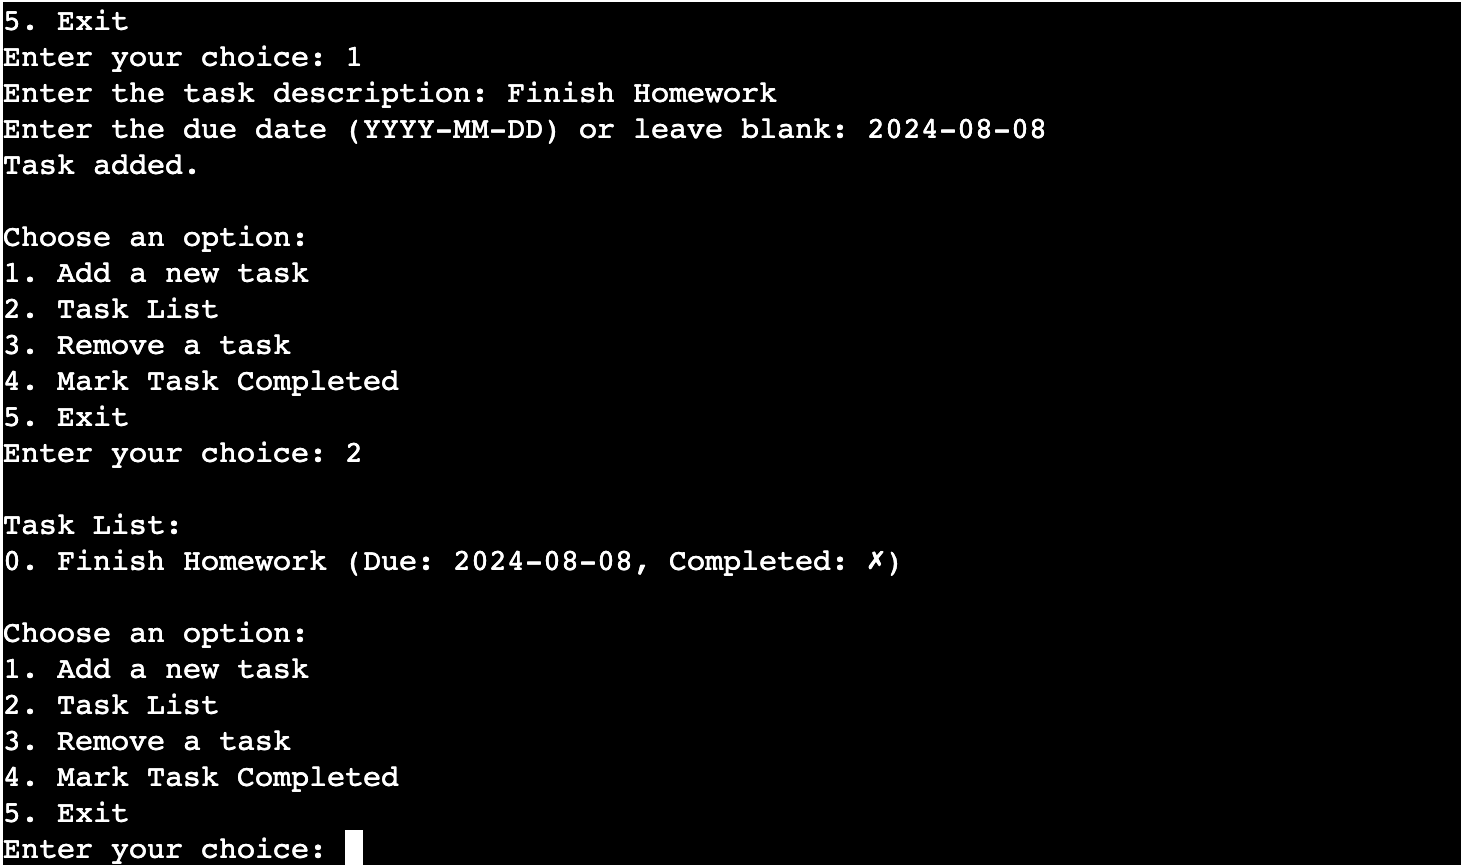 5. Exit
Enter your choice: 1
Enter the task description: Finish Homework
Enter the due date (YYYY-MM-DD) or leave blank: 2024-08-08
Task added.

Choose an option:
1. Add a new task
2. Task List
3. Remove a task
4. Mark Task Completed
5. Exit
Enter your choice: 2

Task List:
0. Finish Homework (Due: 2024-08-08, Completed: ✗)

Choose an option:
1. Add a new task
2. Task List
3. Remove a task
4. Mark Task Completed
5. Exit
Enter your choice: